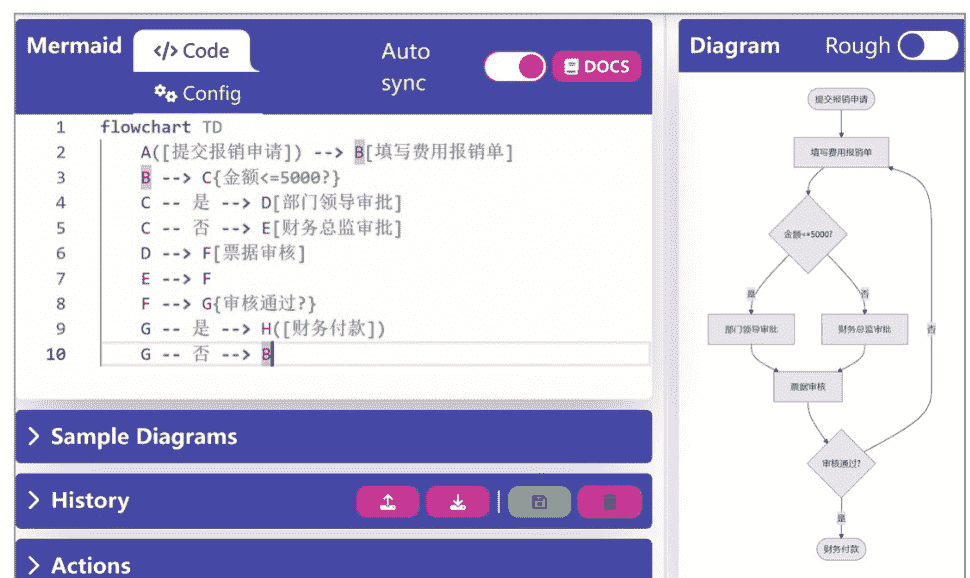 Mermaid
Code
Config
Auto sync
DOCS
1 flowchart TD
2 A([提交报销申请]) --> B[填写费用报销单]
3 B --> C{金额<=5000?}
4 C -- 是 --> D[部门领导审批]
5 C -- 否 --> E[财务总监审批]
6 D --> F[票据审核]
7 E --> F
8 F --> G{审核通过?}
9 G -- 是 --> H([财务付款])
10 G -- 否 --> B
Sample Diagrams
History
Actions
Diagram
Rough
提交报销申请
填写费用报销单
金额<=5000?
是
否
部门领导审批
财务总监审批
否
票据审核
审核通过?
是
财务付款